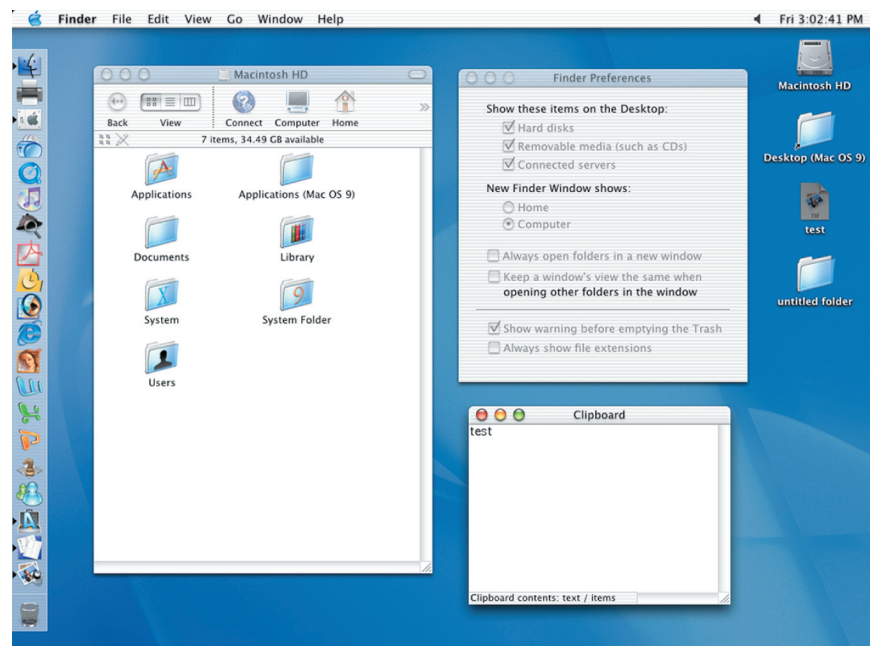 Finder File Edit View Go Window Help
Fri 3:02:41 PM
Macintosh HD
Back View Connect Computer Home
7 items, 34.49 GB available
Applications Applications (Mac OS 9)
Documents Library
System System Folder
Users
Finder Preferences
Show these items on the Desktop:
Hard disks
Removable media (such as CDs)
Connected servers
New Finder Window shows:
Home
Computer
Always open folders in a new window
Keep a window's view the same when
opening other folders in the window
Show warning before emptying the Trash
Always show file extensions
Clipboard
test
Clipboard contents: text / items
Macintosh HD
Desktop (Mac OS 9)
TIF
test
untitled folder